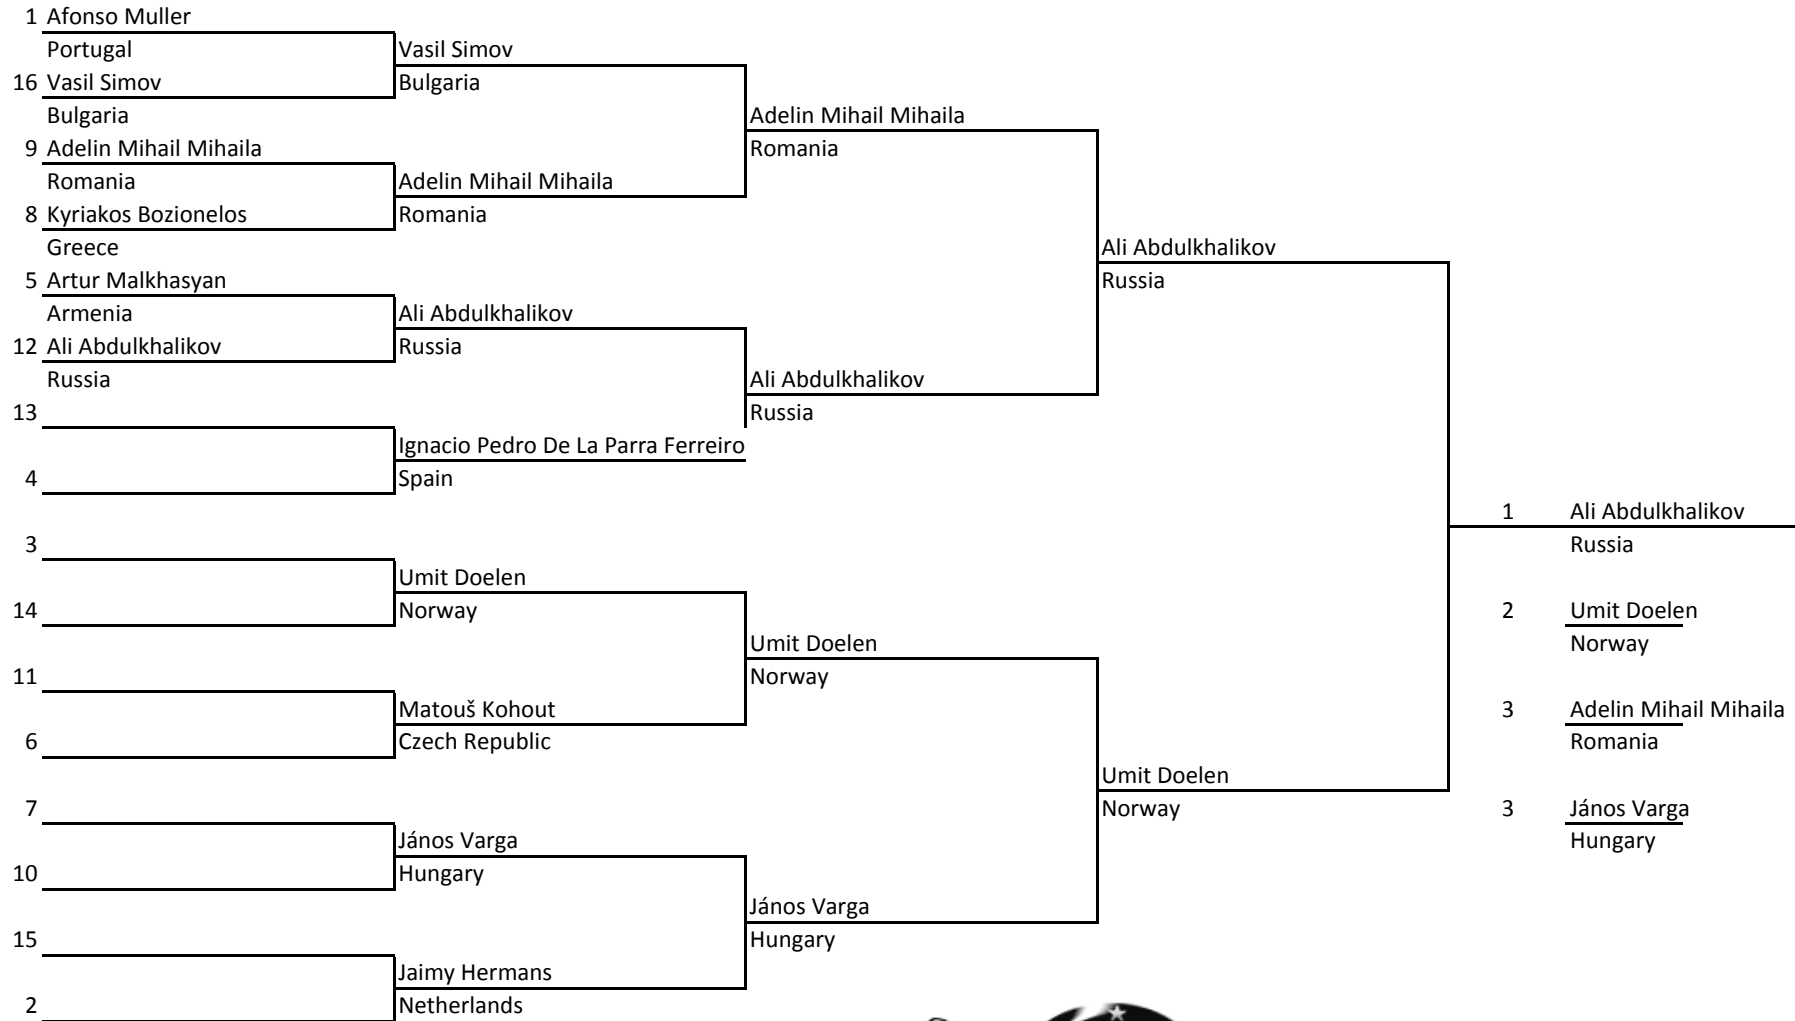 1 Afonso Muller
Portugal
Vasil Simov
16 Vasil Simov
Bulgaria
Bulgaria
Adelin Mihail Mihaila
9 Adelin Mihail Mihaila
Romania
Romania
Adelin Mihail Mihaila
8 Kyriakos Bozionelos
Romania
Greece
Ali Abdulkhalikov
5 Artur Malkhasyan
Russia
Armenia
Ali Abdulkhalikov
12 Ali Abdulkhalikov
Russia
Russia
Ali Abdulkhalikov
13
Russia
Ignacio Pedro De La Parra Ferreiro
4
Spain
1 Ali Abdulkhalikov
3
Russia
Umit Doelen
14
Norway
2 Umit Doelen
Umit Doelen
Norway
11
Norway
Matouš Kohout
3 Adelin Mihail Mihaila
6
Czech Republic
Romania
Umit Doelen
7
Norway
3 János Varga
János Varga
Hungary
10
Hungary
János Varga
15
Hungary
Jaimy Hermans
2
Netherlands